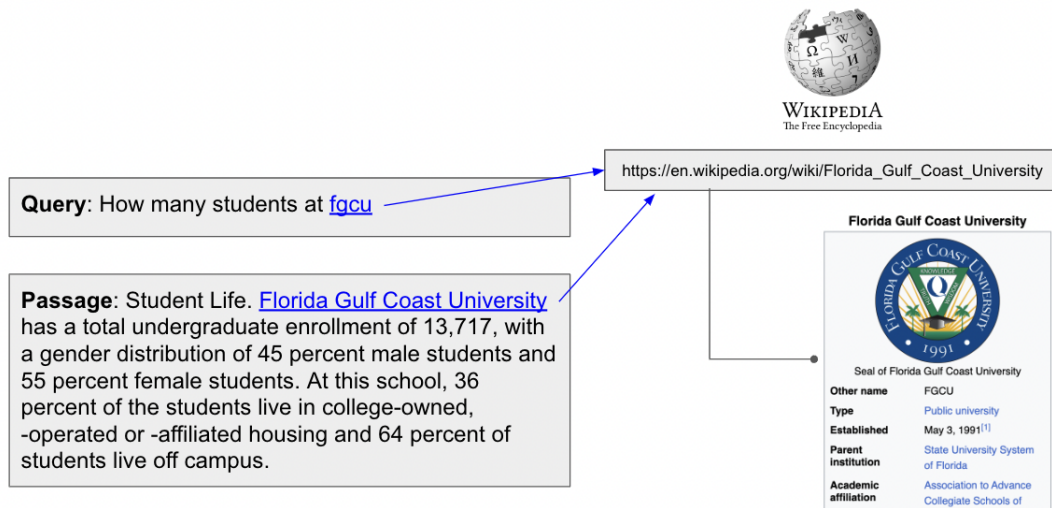 Ω W И 維
WIKIPEDIA
The Free Encyclopedia
https://en.wikipedia.org/wiki/Florida_Gulf_Coast_University
Query: How many students at fgcu
Passage: Student Life. Florida Gulf Coast University
has a total undergraduate enrollment of 13,717, with
a gender distribution of 45 percent male students and
55 percent female students. At this school, 36
percent of the students live in college-owned,
-operated or -affiliated housing and 64 percent of
students live off campus.
Florida Gulf Coast University
FLORIDA GULF COAST UNIVERSITY
KNOWLEDGE
• 1991 •
Seal of Florida Gulf Coast University
Other name FGCU
Type Public university
Established May 3, 1991[1]
Parent institution State University System of Florida
Academic affiliation Association to Advance Collegiate Schools of